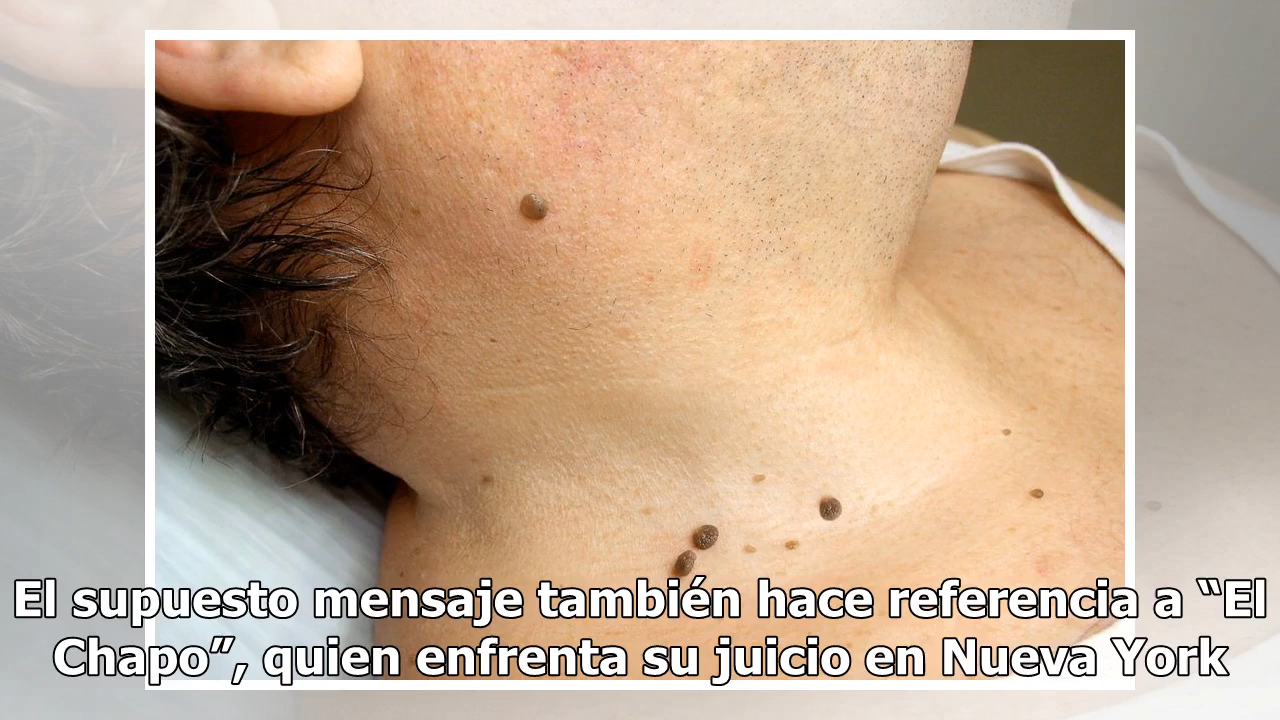 El supuesto mensaje también hace referencia a “El
Chapo”, quien enfrenta su juicio en Nueva York